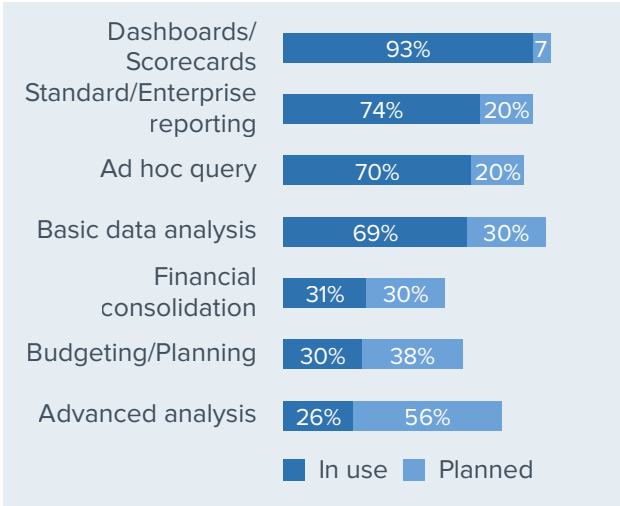 Dashboards/
Scorecards
93% 7
Standard/Enterprise
reporting
74% 20%
Ad hoc query
70% 20%
Basic data analysis
69% 30%
Financial
consolidation
31% 30%
Budgeting/Planning
30% 38%
Advanced analysis
26% 56%
In use Planned